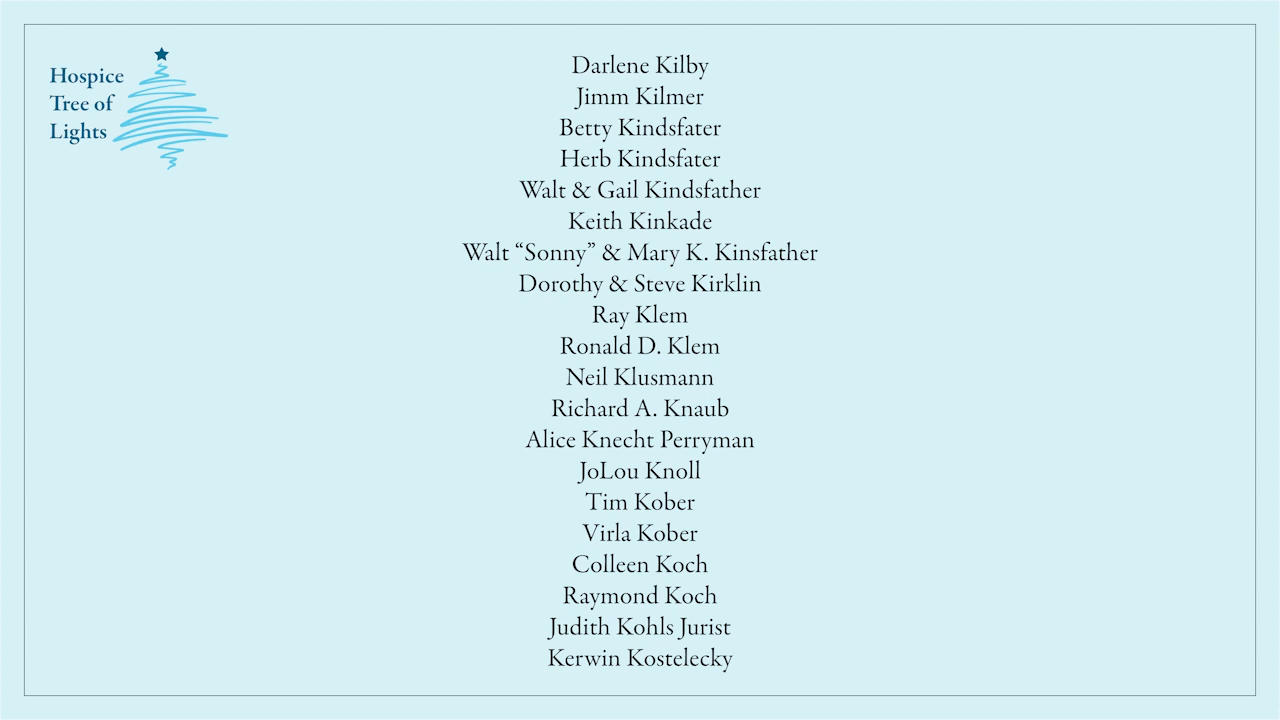 Hospice
Tree of
Lights
Darlene Kilby
Jimm Kilmer
Betty Kindsfater
Herb Kindsfater
Walt & Gail Kindsfather
Keith Kinkade
Walt “Sonny” & Mary K. Kinsfather
Dorothy & Steve Kirklin
Ray Klem
Ronald D. Klem
Neil Klusmann
Richard A. Knaub
Alice Knecht Perryman
JoLou Knoll
Tim Kober
Virla Kober
Colleen Koch
Raymond Koch
Judith Kohls Jurist
Kerwin Kostelecky